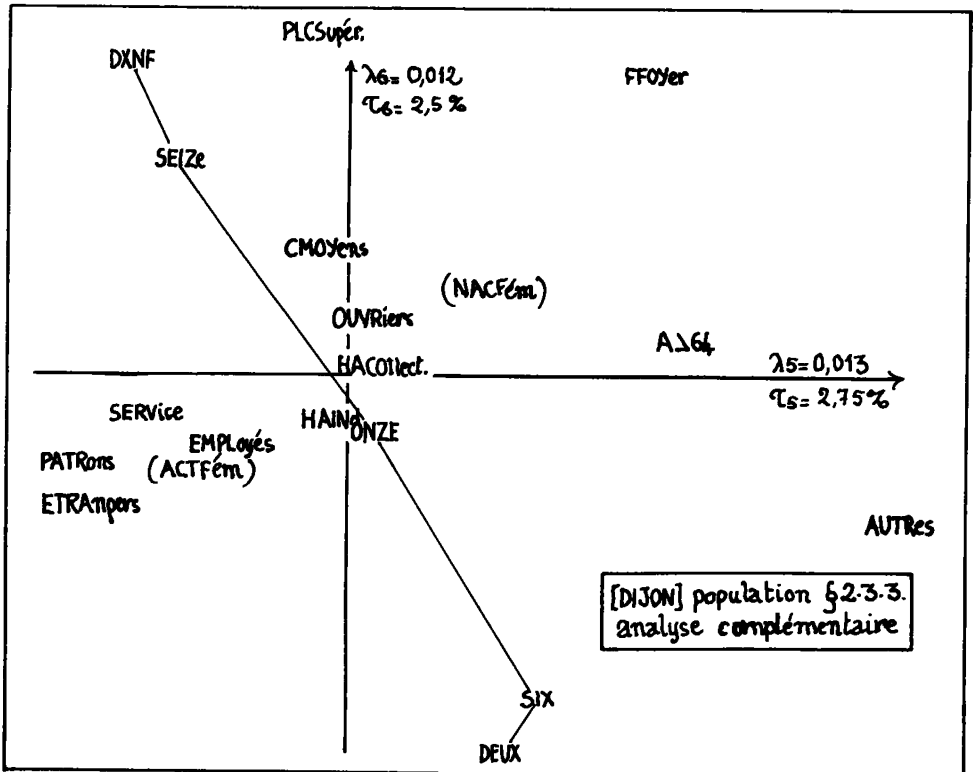 PLCSupér.
DXNF
λ6= 0,012
FFOYer
τ6= 2,5 %
SEIZe
CMOYens
(NACFém)
OUVRiers
A>64
HACOllect.
λ5= 0,013
τ5= 2,75%
SERVice
HAINd
ONZE
EMPLoyés
PATRons
(ACTFém)
ETRAngers
AUTRes
[DIJON] population §2.3.3.
analyse complémentaire
SIX
DEUX